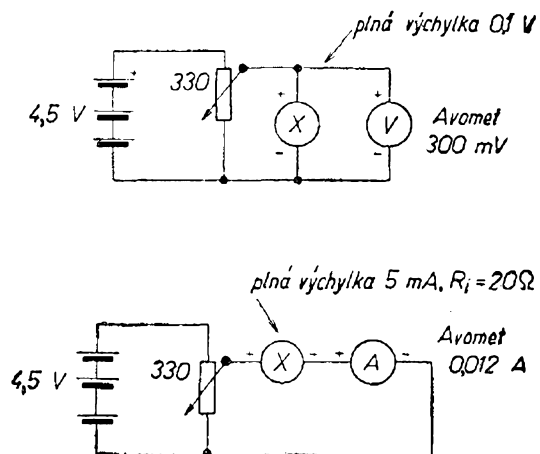 plná výchylka 0,1 V
+
330
4,5 V
+
X
-
+
V
-
Avomet
300 mV
plná výchylka 5 mA, Ri = 20Ω
4,5 V
330
+
X
-
+
A
-
Avomet
0,012 A